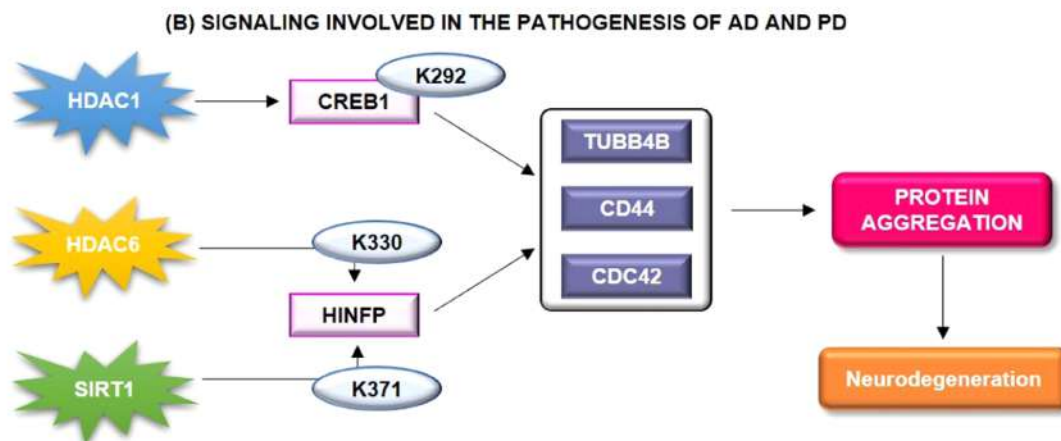 (B) SIGNALING INVOLVED IN THE PATHOGENESIS OF AD AND PD
K292
HDAC1
CREB1
TUBB4B
CD44
CDC42
PROTEIN
AGGREGATION
HDAC6
K330
HINFP
SIRT1
K371
Neurodegeneration